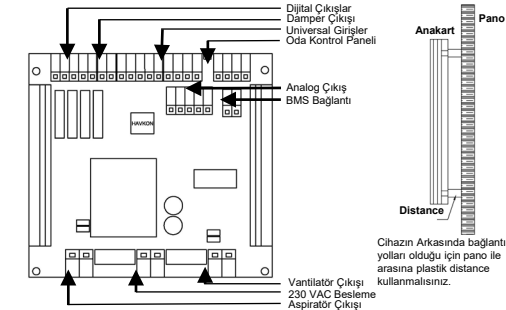 Dijital Çıkışlar
Damper Çıkışı
Universal Girişler
Oda Kontrol Paneli
Analog Çıkış
BMS Bağlantı
HAVKON
Vantilatör Çıkışı
230 VAC Besleme
Aspiratör Çıkışı
Anakart
Pano
Distance
Cihazın Arkasında bağlantı
yolları olduğu için pano ile
arasına plastik distance
kullanmalısınız.